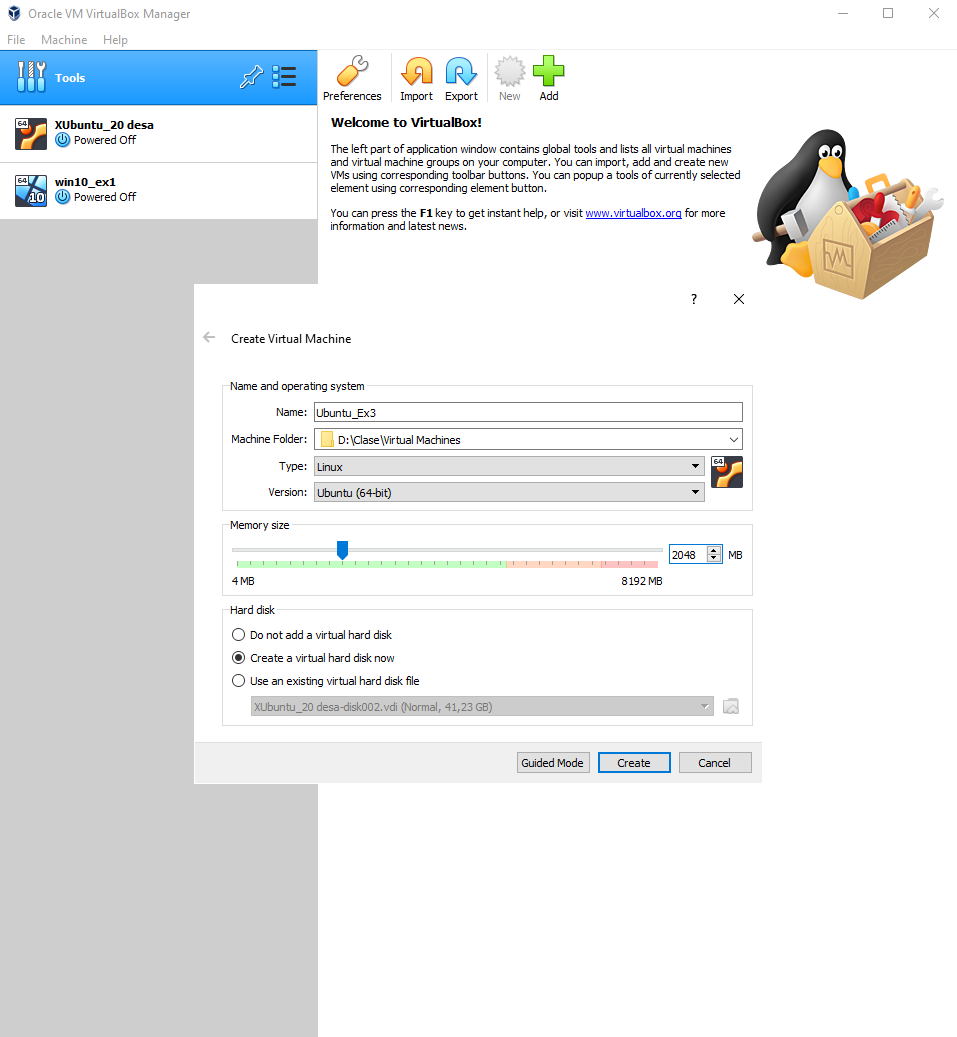 Oracle VM VirtualBox Manager
File Machine Help
Tools
Preferences Import Export New Add
64
XUbuntu_20 desa
Powered Off
64
10
win10_ex1
Powered Off
Welcome to VirtualBox!
The left part of application window contains global tools and lists all virtual machines
and virtual machine groups on your computer. You can import, add and create new
VMs using corresponding toolbar buttons. You can popup a tools of currently selected
element using corresponding element button.
You can press the F1 key to get instant help, or visit www.virtualbox.org for more
information and latest news.
?
Create Virtual Machine
Name and operating system
Name: Ubuntu_Ex3
Machine Folder: D:\Clase\Virtual Machines
Type: Linux
64
Version: Ubuntu (64-bit)
Memory size
2048 MB
4 MB 8192 MB
Hard disk
Do not add a virtual hard disk
Create a virtual hard disk now
Use an existing virtual hard disk file
XUbuntu_20 desa-disk002.vdi (Normal, 41,23 GB)
Guided Mode Create Cancel